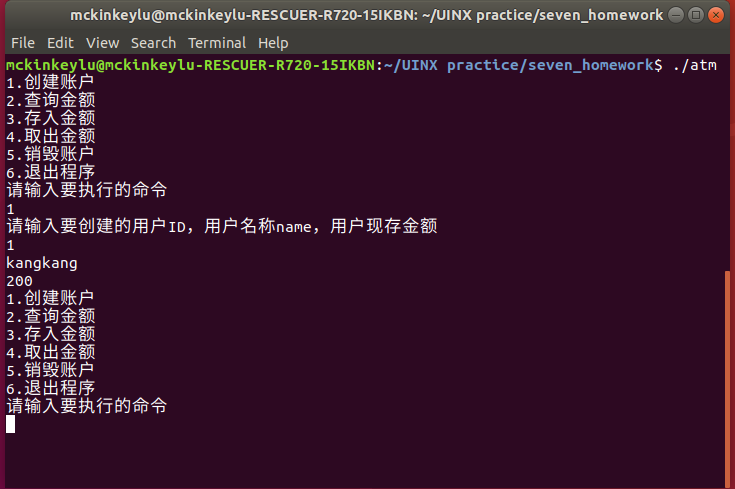 mckinkeylu@mckinkeylu-RESCUER-R720-15IKBN: ~/UINX practice/seven_homework
File Edit View Search Terminal Help
mckinkeylu@mckinkeylu-RESCUER-R720-15IKBN:~/UINX practice/seven_homework$ ./atm
1.创建账户
2.查询金额
3.存入金额
4.取出金额
5.销毁账户
6.退出程序
请输入要执行的命令
1
请输入要创建的用户ID，用户名称name，用户现存金额
1
kangkang
200
1.创建账户
2.查询金额
3.存入金额
4.取出金额
5.销毁账户
6.退出程序
请输入要执行的命令